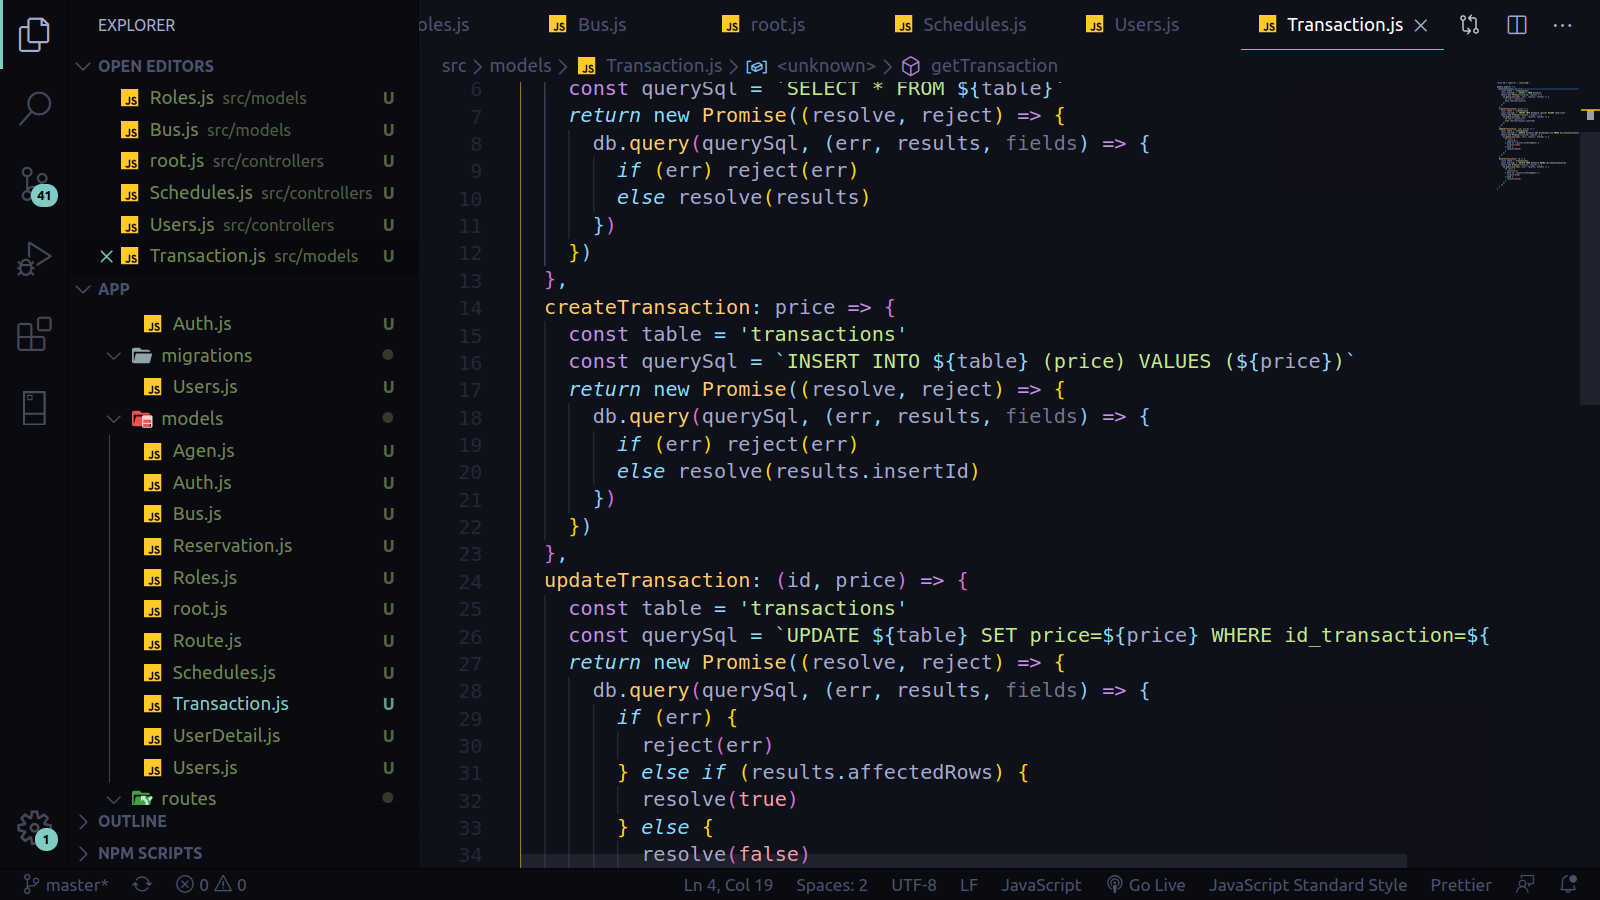 EXPLORER
OPEN EDITORS
Roles.js src/models U
Bus.js src/models U
root.js src/controllers U
Schedules.js src/controllers U
Users.js src/controllers U
Transaction.js src/models U
APP
Auth.js U
migrations
Users.js U
models
Agen.js U
Auth.js U
Bus.js U
Reservation.js U
Roles.js U
root.js U
Route.js U
Schedules.js U
Transaction.js U
UserDetail.js U
Users.js U
routes
OUTLINE
NPM SCRIPTS
41
1
oles.js Bus.js root.js Schedules.js Users.js Transaction.js
src > models > Transaction.js > <unknown> > getTransaction
6 const querySql = `SELECT * FROM ${table}`
7 return new Promise((resolve, reject) => {
8 db.query(querySql, (err, results, fields) => {
9 if (err) reject(err)
10 else resolve(results)
11 })
12 })
13 },
14 createTransaction: price => {
15 const table = 'transactions'
16 const querySql = `INSERT INTO ${table} (price) VALUES (${price})`
17 return new Promise((resolve, reject) => {
18 db.query(querySql, (err, results, fields) => {
19 if (err) reject(err)
20 else resolve(results.insertId)
21 })
22 })
23 },
24 updateTransaction: (id, price) => {
25 const table = 'transactions'
26 const querySql = `UPDATE ${table} SET price=${price} WHERE id_transaction=${
27 return new Promise((resolve, reject) => {
28 db.query(querySql, (err, results, fields) => {
29 if (err) {
30 reject(err)
31 } else if (results.affectedRows) {
32 resolve(true)
33 } else {
34 resolve(false)
master* 0 0 Ln 4, Col 19 Spaces: 2 UTF-8 LF JavaScript Go Live JavaScript Standard Style Prettier